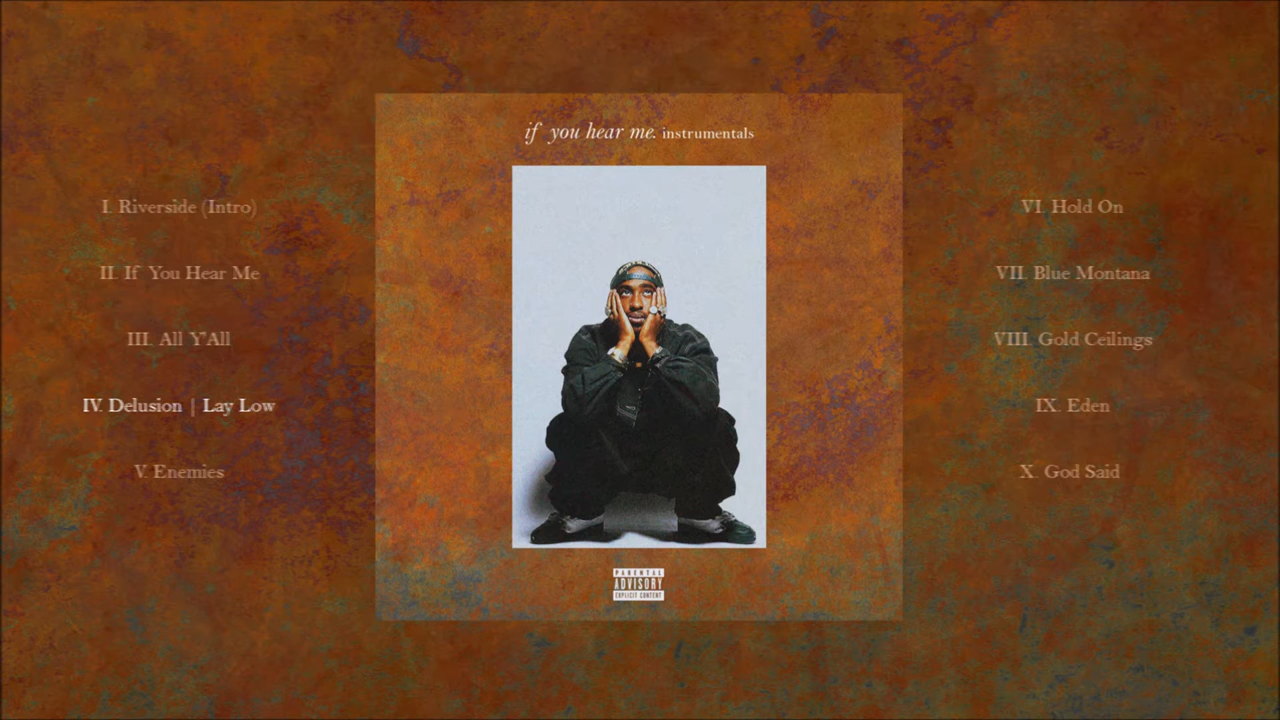 if you hear me. instrumentals
I. Riverside (Intro)
II. If You Hear Me
III. All Y'All
IV. Delusion | Lay Low
V. Enemies
VI. Hold On
VII. Blue Montana
VIII. Gold Ceilings
IX. Eden
X. God Said
PARENTAL
ADVISORY
EXPLICIT CONTENT